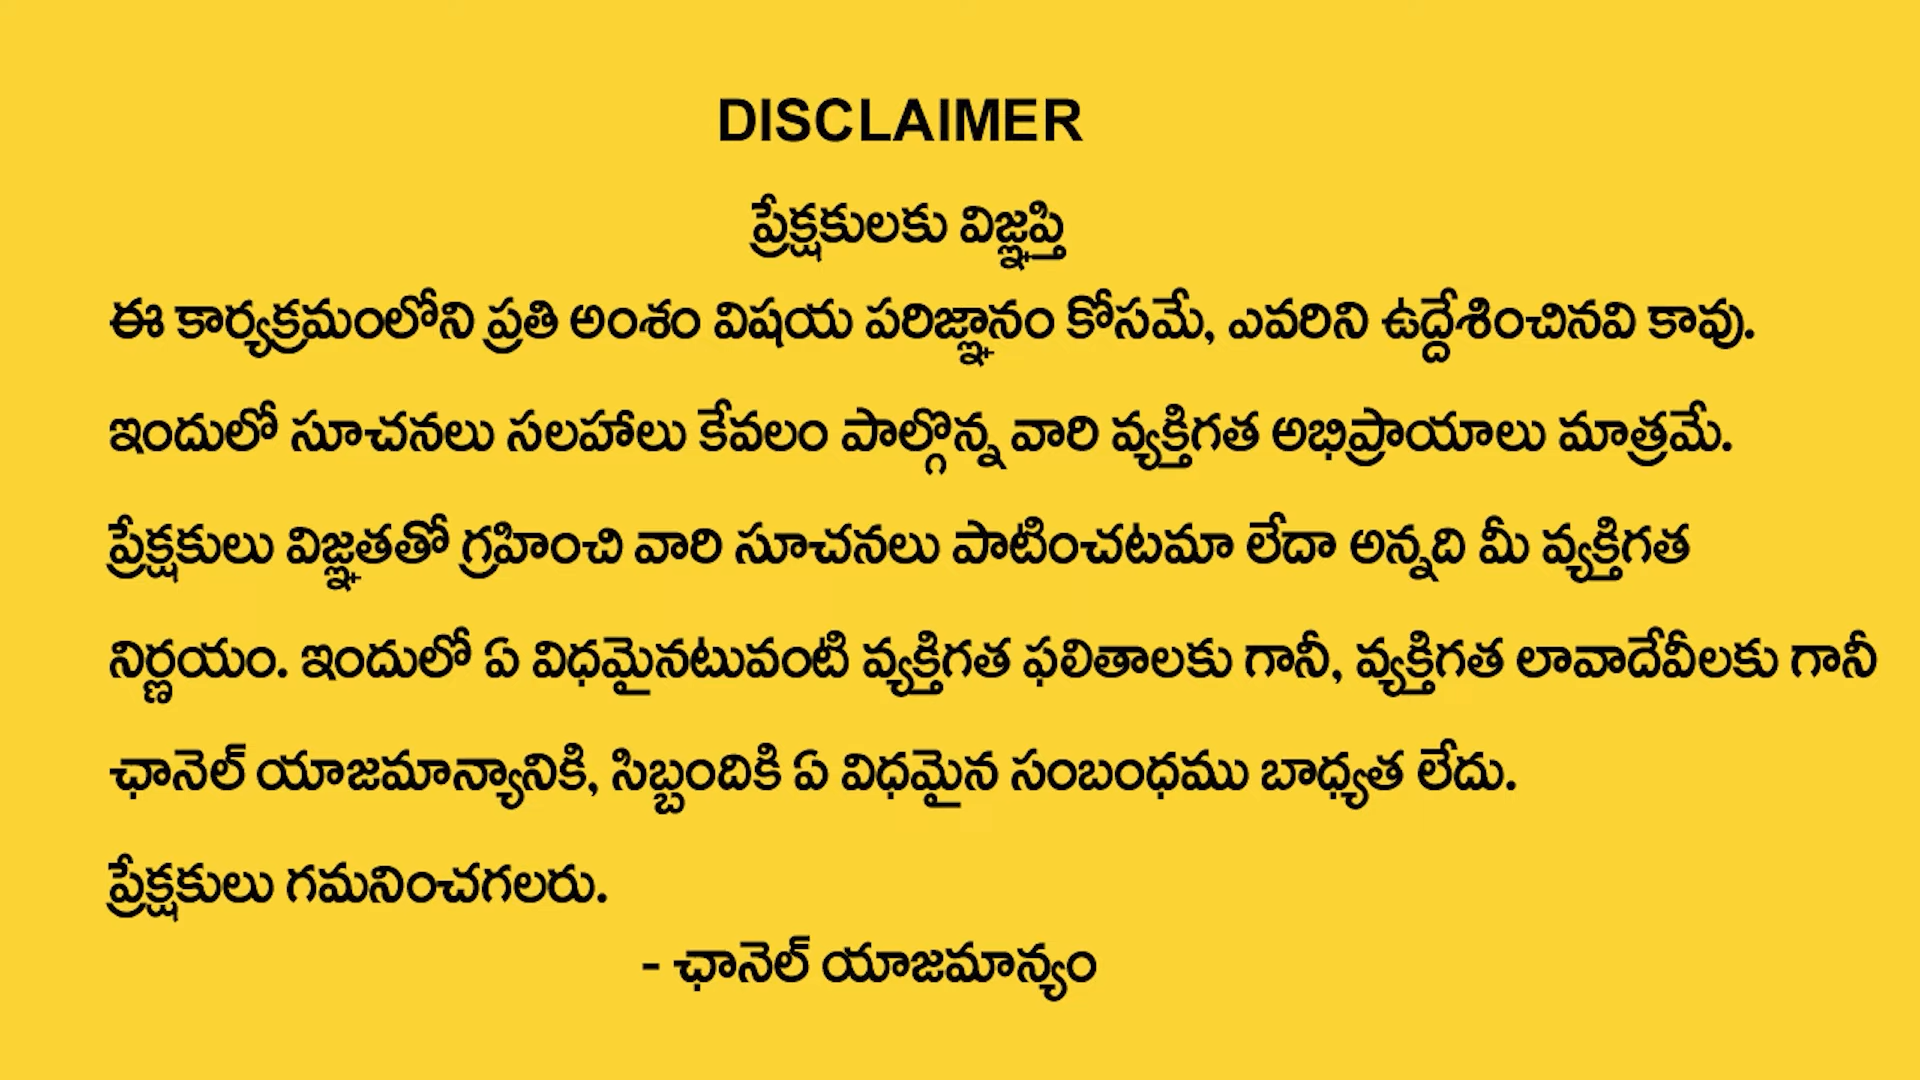 DISCLAIMER
ప్రేక్షకులకు విజ్ఞప్తి
ఈ కార్యక్రమంలోని ప్రతి అంశం విషయ పరిజ్ఞానం కోసమే, ఎవరిని ఉద్దేశించినవి కావు.
ఇందులో సూచనలు సలహాలు కేవలం పాల్గొన్న వారి వ్యక్తిగత అభిప్రాయాలు మాత్రమే.
ప్రేక్షకులు విజ్ఞతతో గ్రహించి వారి సూచనలు పాటించటమా లేదా అన్నది మీ వ్యక్తిగత
నిర్ణయం. ఇందులో ఏ విధమైనటువంటి వ్యక్తిగత ఫలితాలకు గానీ, వ్యక్తిగత లావాదేవీలకు గానీ
ఛానెల్ యాజమాన్యానికి, సిబ్బందికి ఏ విధమైన సంబంధము బాధ్యత లేదు.
ప్రేక్షకులు గమనించగలరు.
- ఛానెల్ యాజమాన్యం